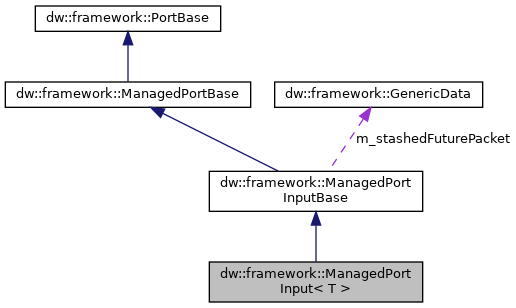 dw::framework::PortBase
dw::framework::ManagedPortBase
dw::framework::GenericData
m_stashedFuturePacket
dw::framework::ManagedPort
InputBase
dw::framework::ManagedPort
Input< T >